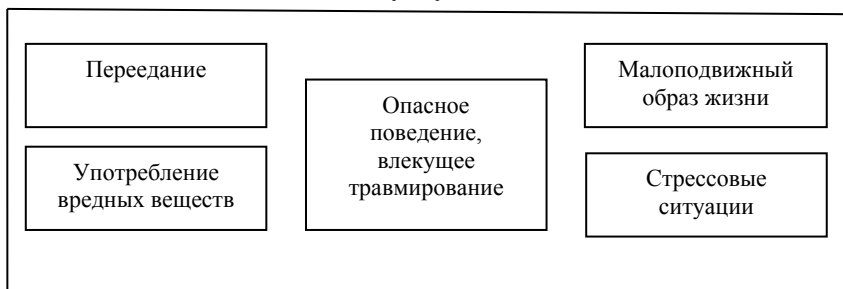 Переедание
Употребление
вредных веществ
Опасное
поведение,
влекущее
травмирование
Малоподвижный
образ жизни
Стрессовые
ситуации